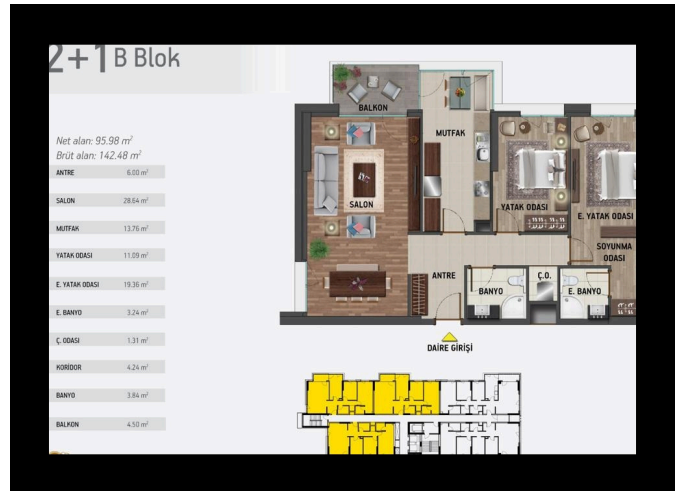 2+1 B Blok
Net alan: 95.98 m²
Brüt alan: 142.48 m²
ANTRE 6.00 m²
SALON 28.64 m²
MUTFAK 13.76 m²
YATAK ODASI 11.09 m²
E. YATAK ODASI 19.36 m²
E. BANYO 3.24 m²
Ç. ODASI 1.31 m²
KORİDOR 4.24 m²
BANYO 3.84 m²
BALKON 4.50 m²
BALKON
MUTFAK
SALON
YATAK ODASI
E. YATAK ODASI
SOYUNMA
ODASI
ANTRE
BANYO
Ç.O.
E. BANYO
DAİRE GİRİŞİ